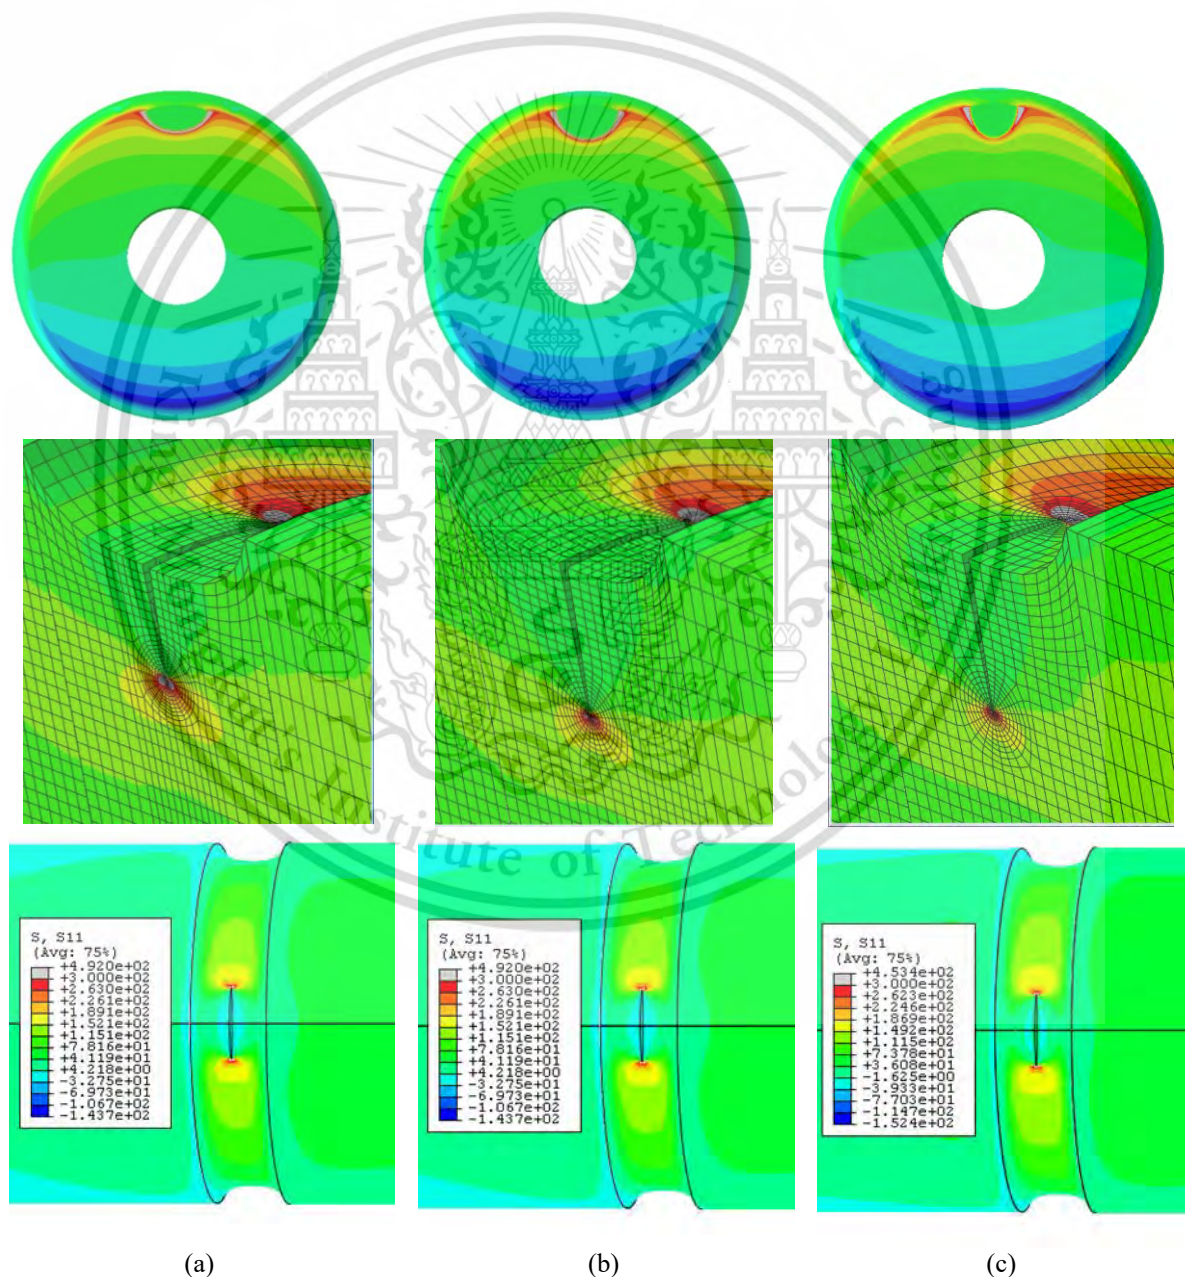 Institute of Technology
S, S11
(Avg: 75%)
+4.920e+02
+3.000e+02
+2.630e+02
+2.261e+02
+1.891e+02
+1.521e+02
+1.151e+02
+7.816e+01
+4.119e+01
+4.218e+00
-3.275e+01
-6.973e+01
-1.067e+02
-1.437e+02
S, S11
(Avg: 75%)
+4.920e+02
+3.000e+02
+2.630e+02
+2.261e+02
+1.891e+02
+1.521e+02
+1.151e+02
+7.816e+01
+4.119e+01
+4.218e+00
-3.275e+01
-6.973e+01
-1.067e+02
-1.437e+02
S, S11
(Avg: 75%)
+4.534e+02
+3.000e+02
+2.623e+02
+2.246e+02
+1.869e+02
+1.492e+02
+1.115e+02
+7.378e+01
+3.608e+01
-1.625e+00
-3.933e+01
-7.703e+01
-1.147e+02
-1.524e+02
(a)
(b)
(c)